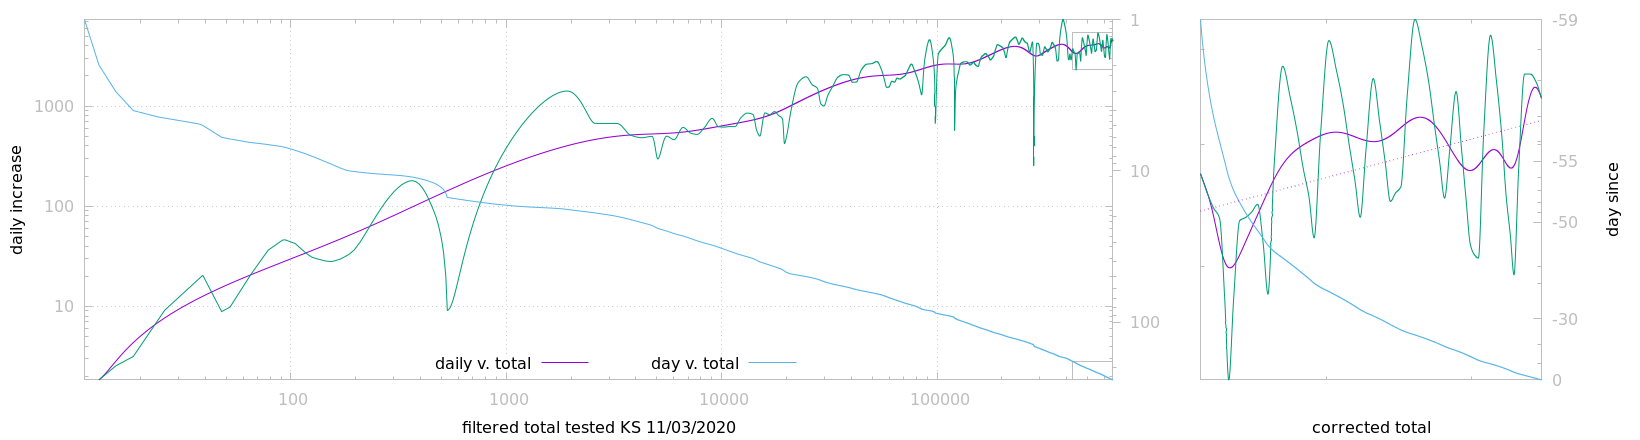 1
-59
1000
10
-55
100
-50
daily increase
day since
10
100
-30
daily v. total
day v. total
0
100
1000
10000
100000
filtered total tested KS 11/03/2020
corrected total